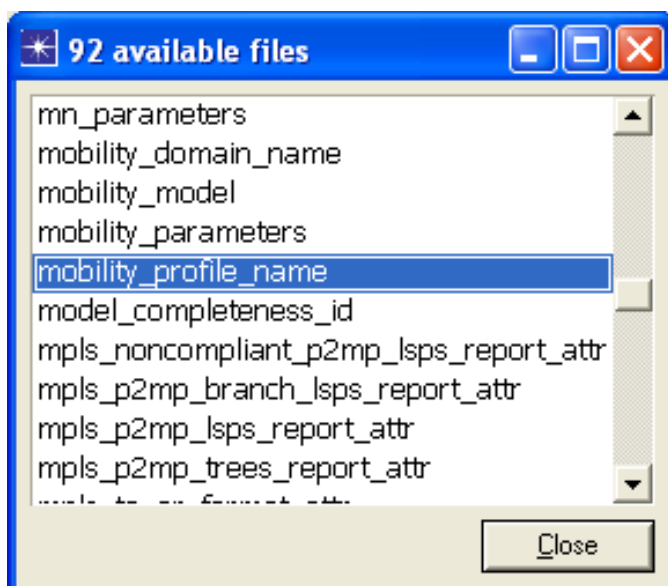 92 available files
mn_parameters
mobility_domain_name
mobility_model
mobility_parameters
mobility_profile_name
model_completeness_id
mpls_noncompliant_p2mp_lsps_report_attr
mpls_p2mp_branch_lsps_report_attr
mpls_p2mp_lsps_report_attr
mpls_p2mp_trees_report_attr
Close